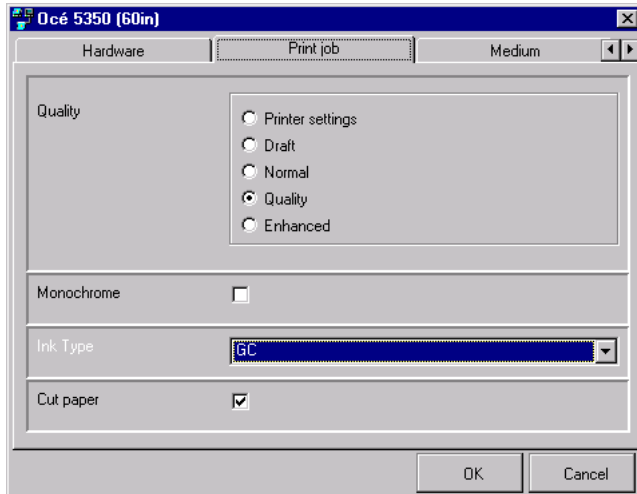 Océ 5350 (60in)
Hardware
Print job
Medium
Quality
Printer settings
Draft
Normal
Quality
Enhanced
Monochrome
Ink Type
GC
Cut paper
OK
Cancel